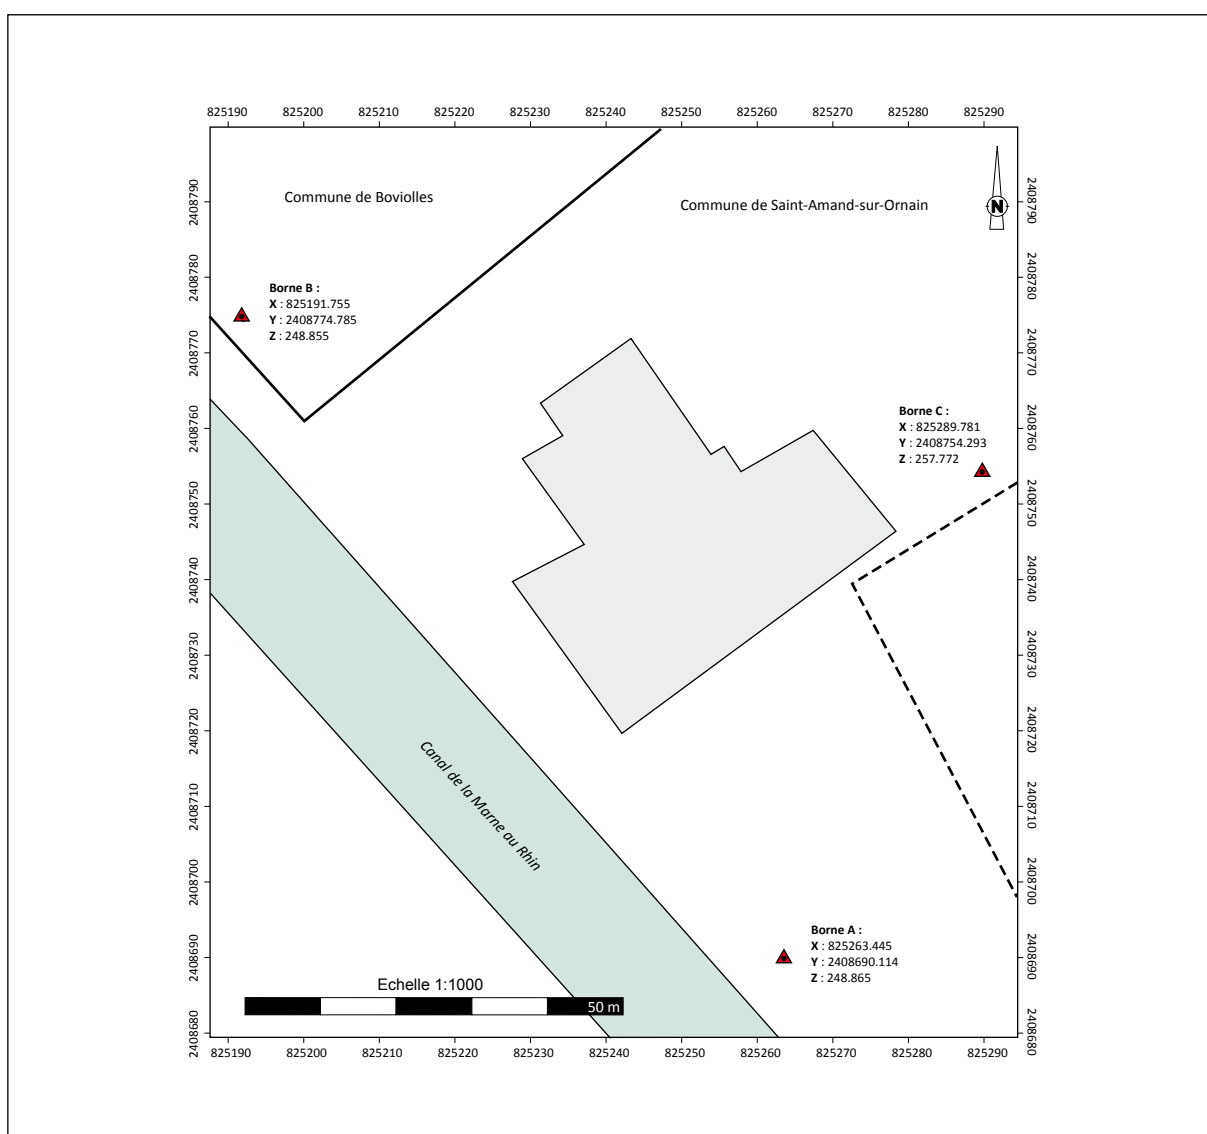 825190 825200 825210 825220 825230 825240 825250 825260 825270 825280 825290
Commune de Boviolles
Commune de Saint-Amand-sur-Ornain
N
Borne B :
X : 825191.755
Y : 2408774.785
Z : 248.855
Borne C :
X : 825289.781
Y : 2408754.293
Z : 257.772
Canal de la Marne au Rhin
Borne A :
X : 825263.445
Y : 2408690.114
Z : 248.865
Echelle 1:1000
50 m
2408790
2408780
2408770
2408760
2408750
2408740
2408730
2408720
2408710
2408700
2408690
2408680
2408790
2408780
2408770
2408760
2408750
2408740
2408730
2408720
2408710
2408700
2408690
2408680
825190 825200 825210 825220 825230 825240 825250 825260 825270 825280 825290